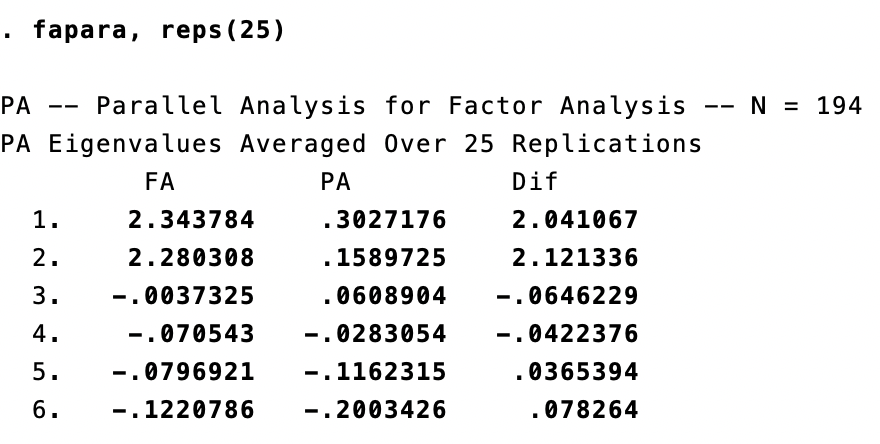 . fapara, reps(25)
PA -- Parallel Analysis for Factor Analysis -- N = 194
PA Eigenvalues Averaged Over 25 Replications
FA PA Dif
1. 2.343784 .3027176 2.041067
2. 2.280308 .1589725 2.121336
3. -.0037325 .0608904 -.0646229
4. -.070543 -.0283054 -.0422376
5. -.0796921 -.1162315 .0365394
6. -.1220786 -.2003426 .078264